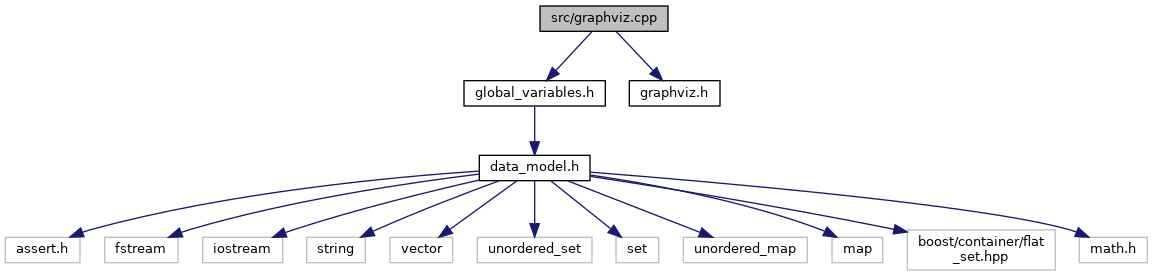 src/graphviz.cpp
global_variables.h
graphviz.h
data_model.h
assert.h
fstream
iostream
string
vector
unordered_set
set
unordered_map
map
boost/container/flat
_set.hpp
math.h